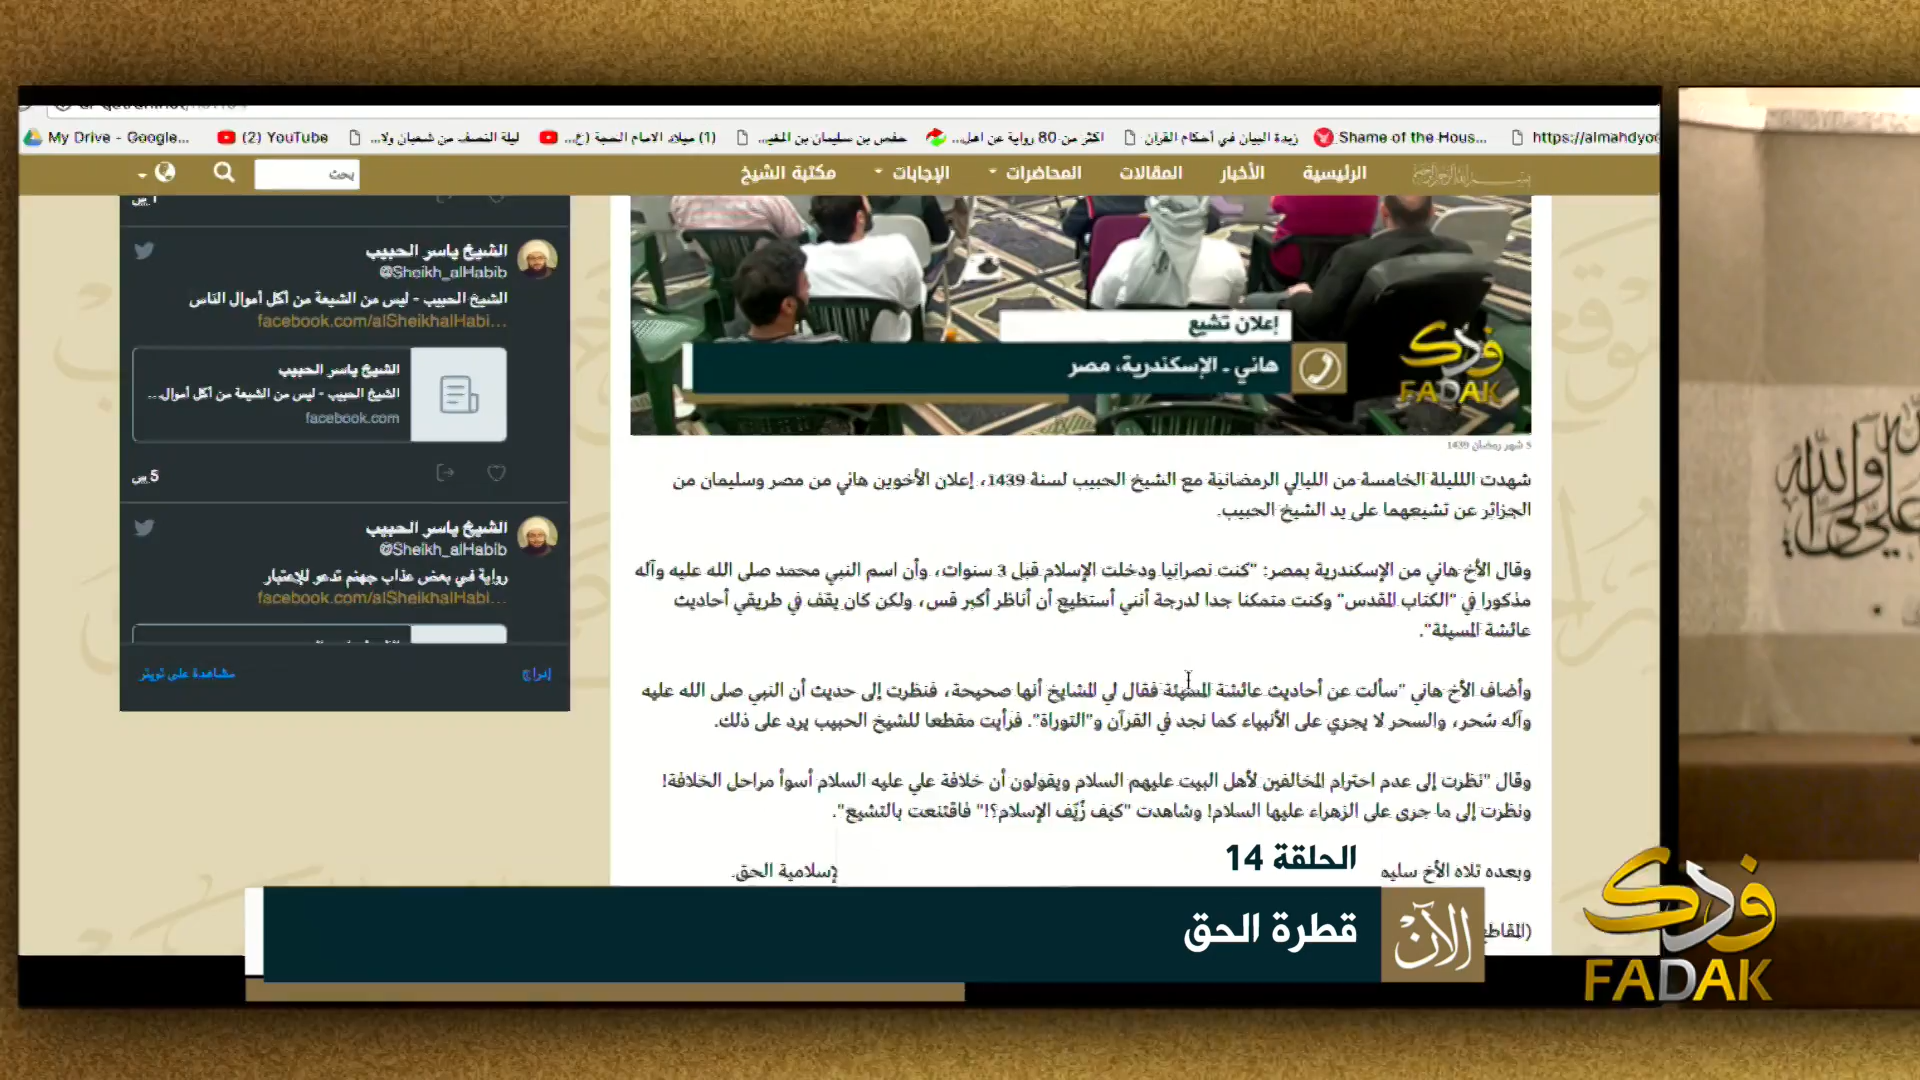 My Drive - Google...
(2) YouTube
ليلة النصف من شعبان ولا...
(1) ميلاد الامام الحجة (ع...
حفص بن سليمان بن المغير...
اكثر من 80 رواية عن اهل...
زبدة البيان في أحكام القرآن
Shame of the Hous...
https://almahdyoo
الرئيسية
الأخبار
المقالات
المحاضرات
الإجابات
مكتبة الشيخ
بحث
إعلان تشيع
هاني - الإسكندرية، مصر
فدك
FADAK
5 شهر رمضان 1439
شهدت الليلة الخامسة من الليالي الرمضانية مع الشيخ الحبيب لسنة 1439، إعلان الأخوين هاني من مصر وسليمان من
الجزائر عن تشيعهما على يد الشيخ الحبيب.
وقال الأخ هاني من الإسكندرية بمصر: "كنت نصرانيا ودخلت الإسلام قبل 3 سنوات، وأن اسم النبي محمد صلى الله عليه وآله
مذكورا في "الكتاب المقدس" وكنت متمكنا جدا لدرجة أنني أستطيع أن أناظر أكبر قس، ولكن كان يقف في طريقي أحاديث
عائشة المسيئة".
وأضاف الأخ هاني "سألت عن أحاديث عائشة المسيئة فقال لي المشايخ أنها صحيحة، فنظرت إلى حديث أن النبي صلى الله عليه
وآله سُحر، والسحر لا يجري على الأنبياء كما نجد في القرآن و"التوراة". فرأيت مقطعا للشيخ الحبيب يرد على ذلك.
وقال "نظرت إلى عدم احترام المخالفين لأهل البيت عليهم السلام ويقولون أن خلافة علي عليه السلام أسوأ مراحل الخلافة!
ونظرت إلى ما جرى على الزهراء عليها السلام! وشاهدت "كيف زُيّف الإسلام؟!" فاقتنعت بالتشيع".
وبعده تلاه الأخ سليم
لإسلامية الحق.
(المقاطع
الشيخ ياسر الحبيب
@Sheikh_alHabib
الشيخ الحبيب - ليس من الشيعة من أكل أموال الناس
facebook.com/alSheikhalHabi...
الشيخ ياسر الحبيب
الشيخ الحبيب - ليس من الشيعة من أكل أموال...
facebook.com
5 س
الشيخ ياسر الحبيب
@Sheikh_alHabib
رواية في بعض عذاب جهنم تدعو للإعتبار
facebook.com/alSheikhalHabi...
إدراج
مشاهدة على تويتر
الحلقة 14
الآن
قطرة الحق
فدك
FADAK